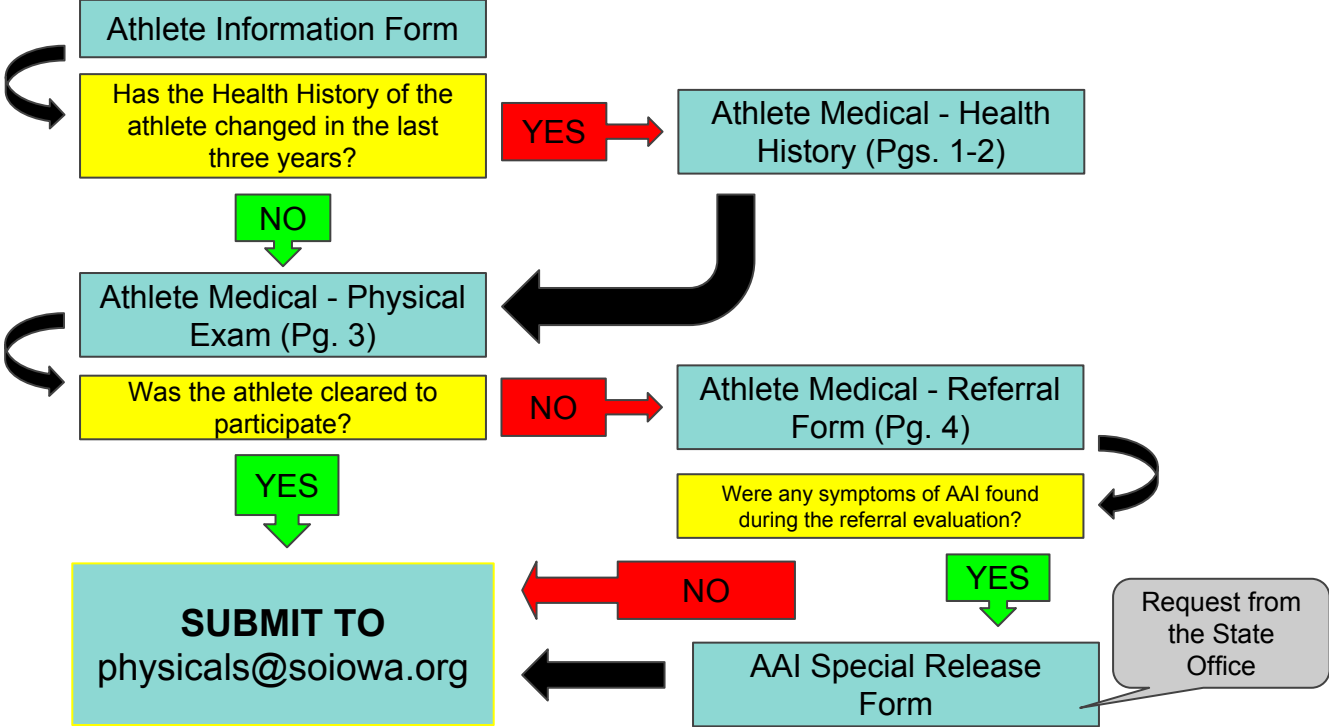 Athlete Information Form
Has the Health History of the
athlete changed in the last
three years?
YES
Athlete Medical - Health
History (Pgs. 1-2)
NO
Athlete Medical - Physical
Exam (Pg. 3)
Was the athlete cleared to
participate?
NO
Athlete Medical - Referral
Form (Pg. 4)
YES
Were any symptoms of AAI found
during the referral evaluation?
NO
YES
SUBMIT TO
physicals@soiowa.org
AAI Special Release
Form
Request from
the State
Office